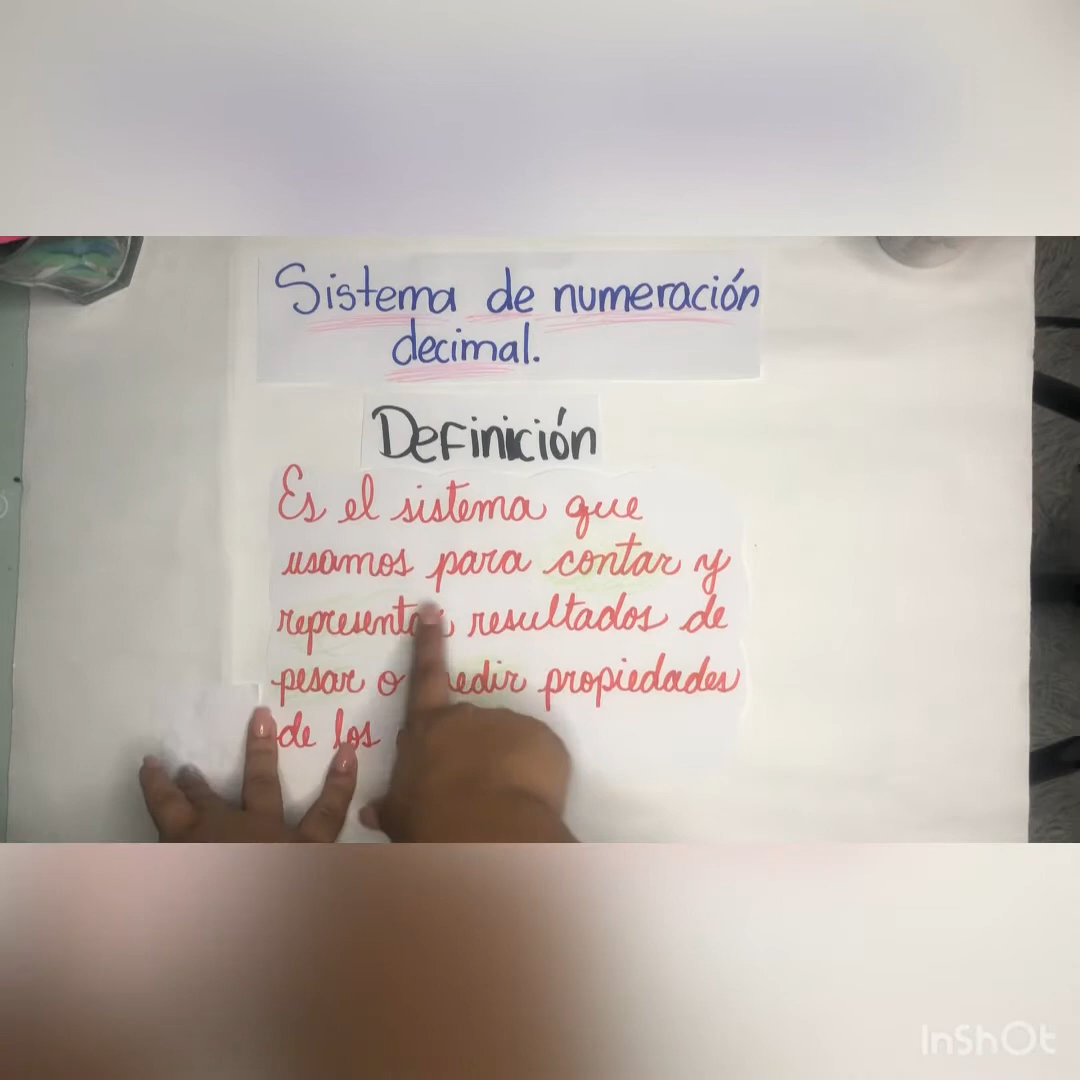 Sistema de numeración
decimal.
Definición
Es el sistema que
usamos para contar y
resultados de
pesar o propiedades
de los
InShOt